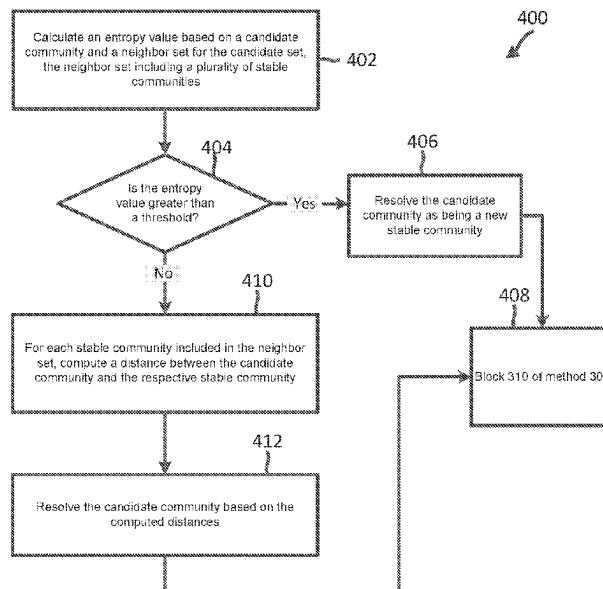 400
Calculate an entropy value based on a candidate
community and a neighbor set for the candidate set,
the neighbor set including a plurality of stable
communities
402
404
Is the entropy
value greater than
a threshold?
Yes
406
Resolve the candidate
community as being a new
stable community
No
408
Block 310 of method 30
410
For each stable community included in the neighbor
set, compute a distance between the candidate
community and the respective stable community
412
Resolve the candidate community based on the
computed distances